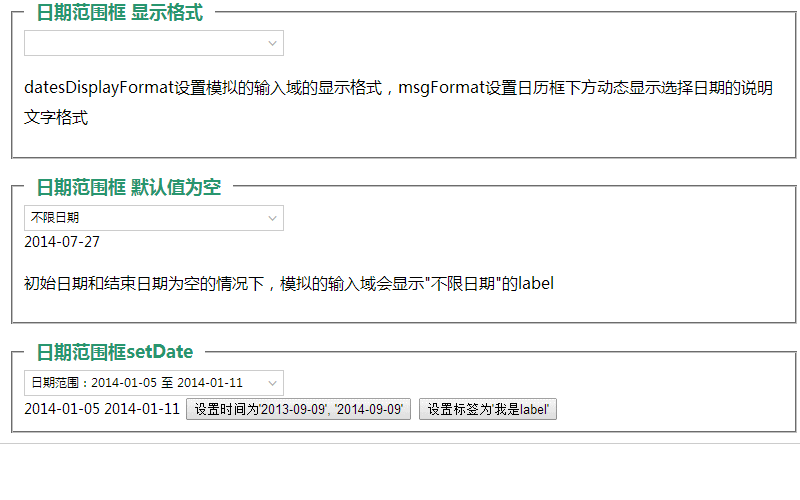 日期范围框 显示格式
datesDisplayFormat设置模拟的输入域的显示格式，msgFormat设置日历框下方动态显示选择日期的说明
文字格式
日期范围框 默认值为空
不限日期
2014-07-27
初始日期和结束日期为空的情况下，模拟的输入域会显示"不限日期"的label
日期范围框setDate
日期范围：2014-01-05 至 2014-01-11
2014-01-05 2014-01-11 设置时间为'2013-09-09', '2014-09-09' 设置标签为'我是label'